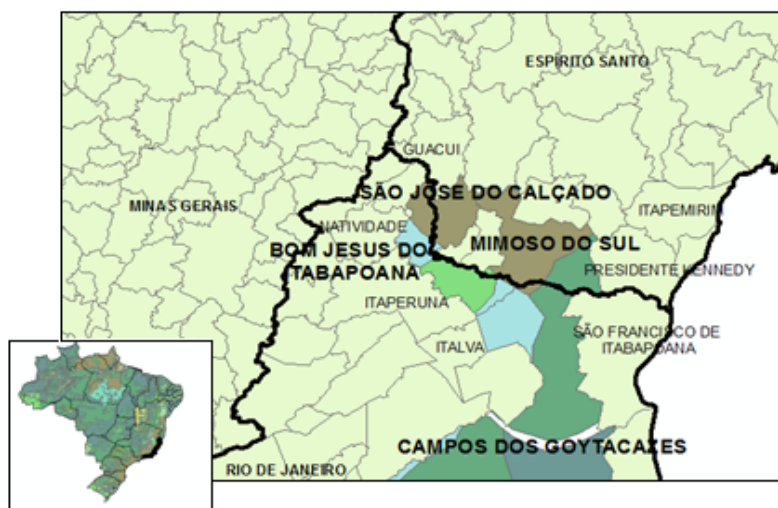 ESPÍRITO SANTO
GUACUI
SÃO JOSE DO CALÇADO
MINAS GERAIS
ITAPEMIRIM
NATIVIDADE
MIMOSO DO SUL
BOM JESUS DO
ITABAPOANA
PRESIDENTE KENNEDY
ITAPERUNA
SÃO FRANCISCO DE
ITABAPOANA
ITALVA
CAMPOS DOS GOYTACAZES
RIO DE JANEIRO